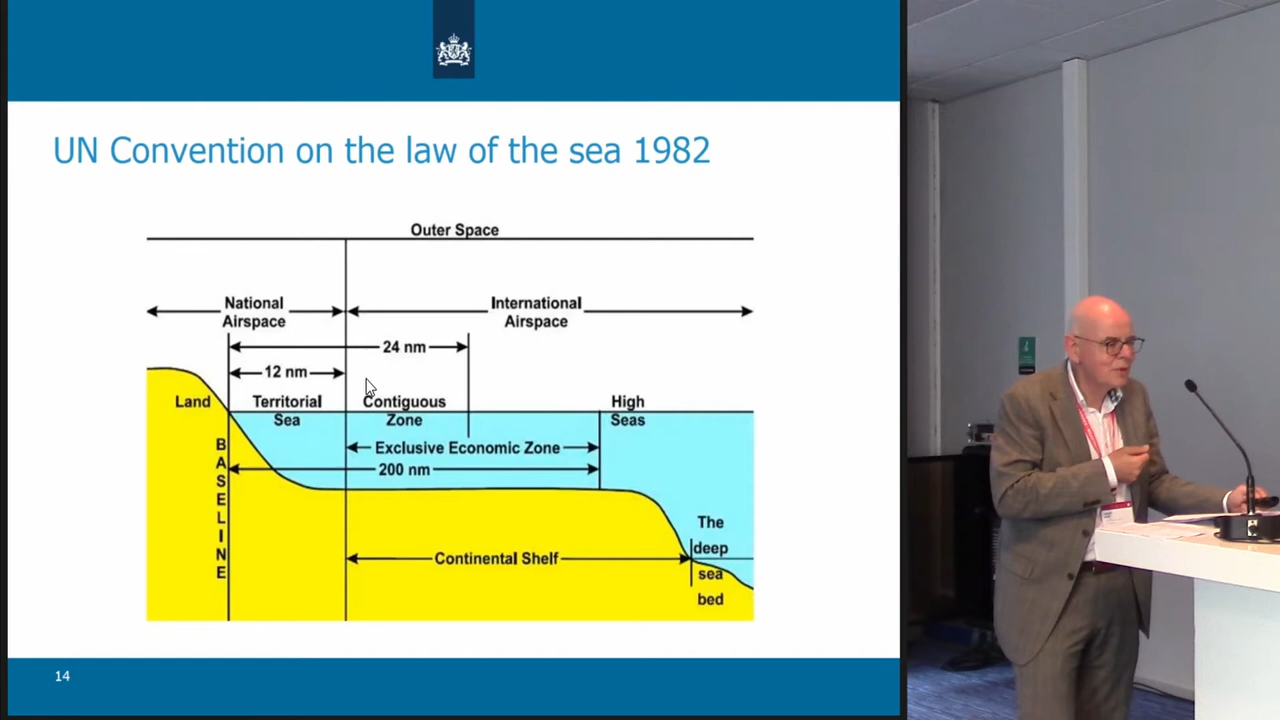 UN Convention on the law of the sea 1982
Outer Space
National
Airspace
International
Airspace
24 nm
12 nm
Land
Territorial
Sea
Contiguous
Zone
High
Seas
BASELINE
Exclusive Economic Zone
200 nm
Continental Shelf
The
deep
sea
bed
14